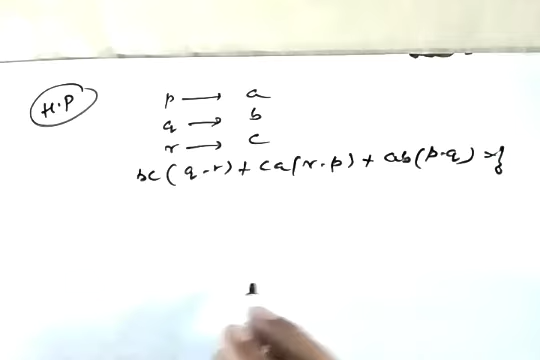 H.P
p → a
q → b
r → c
bc(q-r) + ca(r-p) + ab(p-q) = }